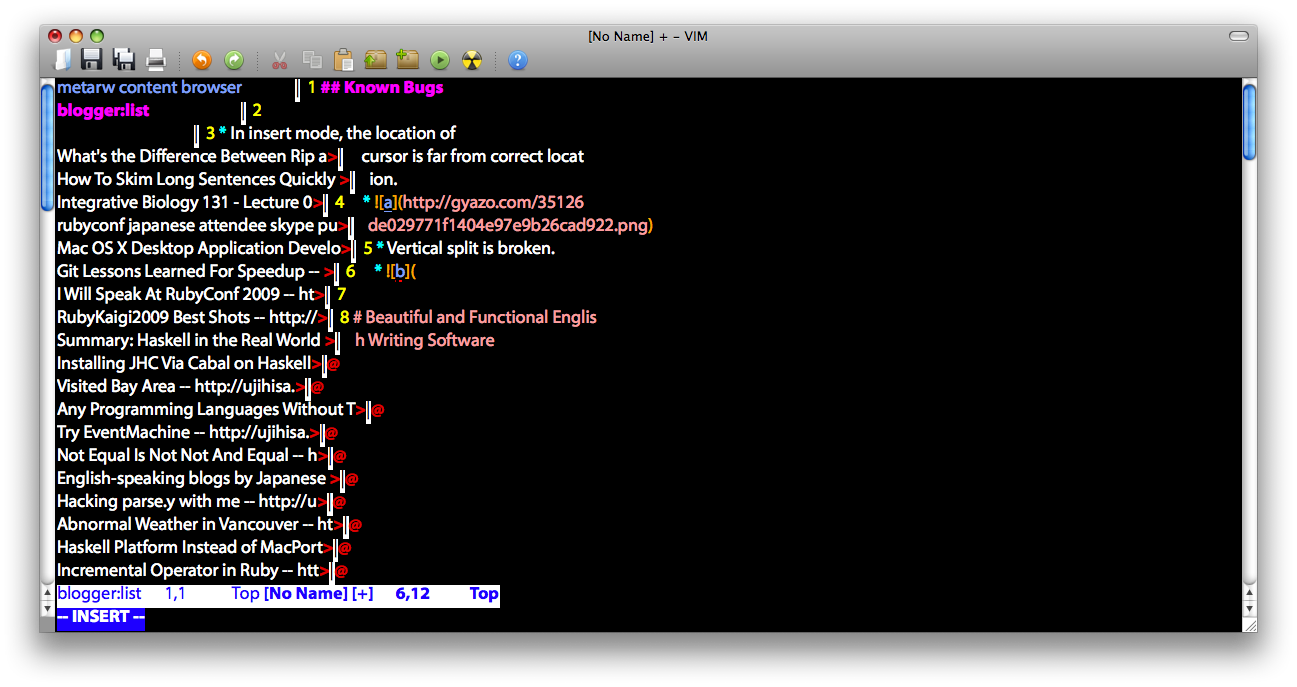 [No Name] + – VIM
metarw content browser | 1 ## Known Bugs
blogger:list | 2
| 3 * In insert mode, the location of
What's the Difference Between Rip a>| cursor is far from correct locat
How To Skim Long Sentences Quickly >| ion.
Integrative Biology 131 - Lecture 0>| 4 * ![a](http://gyazo.com/35126
rubyconf japanese attendee skype pu>| de029771f1404e97e9b26cad922.png)
Mac OS X Desktop Application Develo>| 5 * Vertical split is broken.
Git Lessons Learned For Speedup -- >| 6 * ![b](
I Will Speak At RubyConf 2009 -- ht>| 7
RubyKaigi2009 Best Shots -- http://>| 8 # Beautiful and Functional Englis
Summary: Haskell in the Real World >| h Writing Software
Installing JHC Via Cabal on Haskell>|@
Visited Bay Area -- http://ujihisa.>|@
Any Programming Languages Without T>|@
Try EventMachine -- http://ujihisa.>|@
Not Equal Is Not Not And Equal -- h>|@
English-speaking blogs by Japanese >|@
Hacking parse.y with me -- http://u>|@
Abnormal Weather in Vancouver -- ht>|@
Haskell Platform Instead of MacPort>|@
Incremental Operator in Ruby -- htt>|@
blogger:list 1,1 Top [No Name] [+] 6,12 Top
-- INSERT --